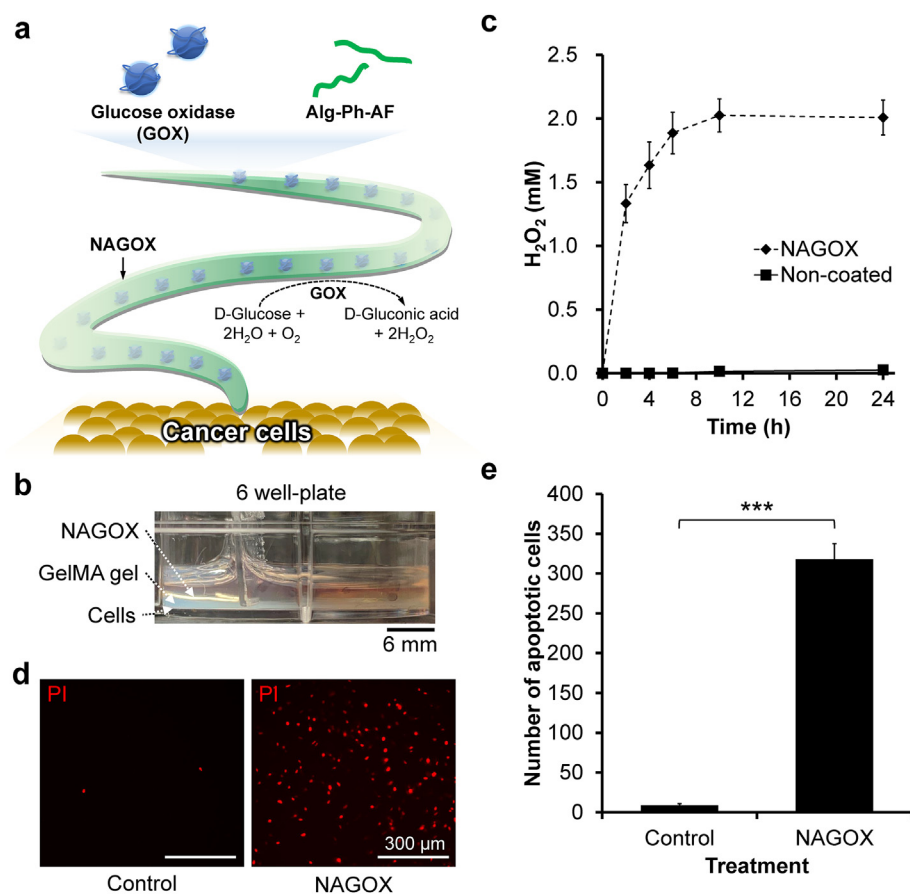 a
Glucose oxidase
(GOX)
Alg-Ph-AF
NAGOX
GOX
D-Glucose +
2H₂O + O₂
D-Gluconic acid
+ 2H₂O₂
Cancer cells
b
6 well-plate
NAGOX
GelMA gel
Cells
6 mm
c
H₂O₂ (mM)
3.0
2.5
2.0
1.5
1.0
0.5
0.0
NAGOX
Non-coated
0
4
8
12
16
20
24
Time (h)
d
PI
PI
300 μm
Control
NAGOX
e
Number of apoptotic cells
400
350
300
250
200
150
100
50
0
***
Control
NAGOX
Treatment